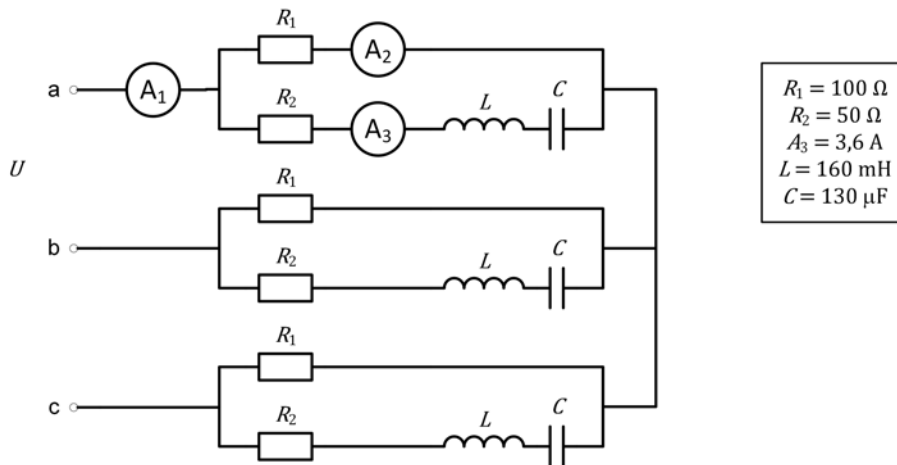 R₁
A₂
a
A₁
R₂
A₃
L
C
U
R₁
b
R₂
L
C
R₁
c
R₂
L
C
R₁ = 100 Ω
R₂ = 50 Ω
A₃ = 3,6 A
L = 160 mH
C = 130 μF